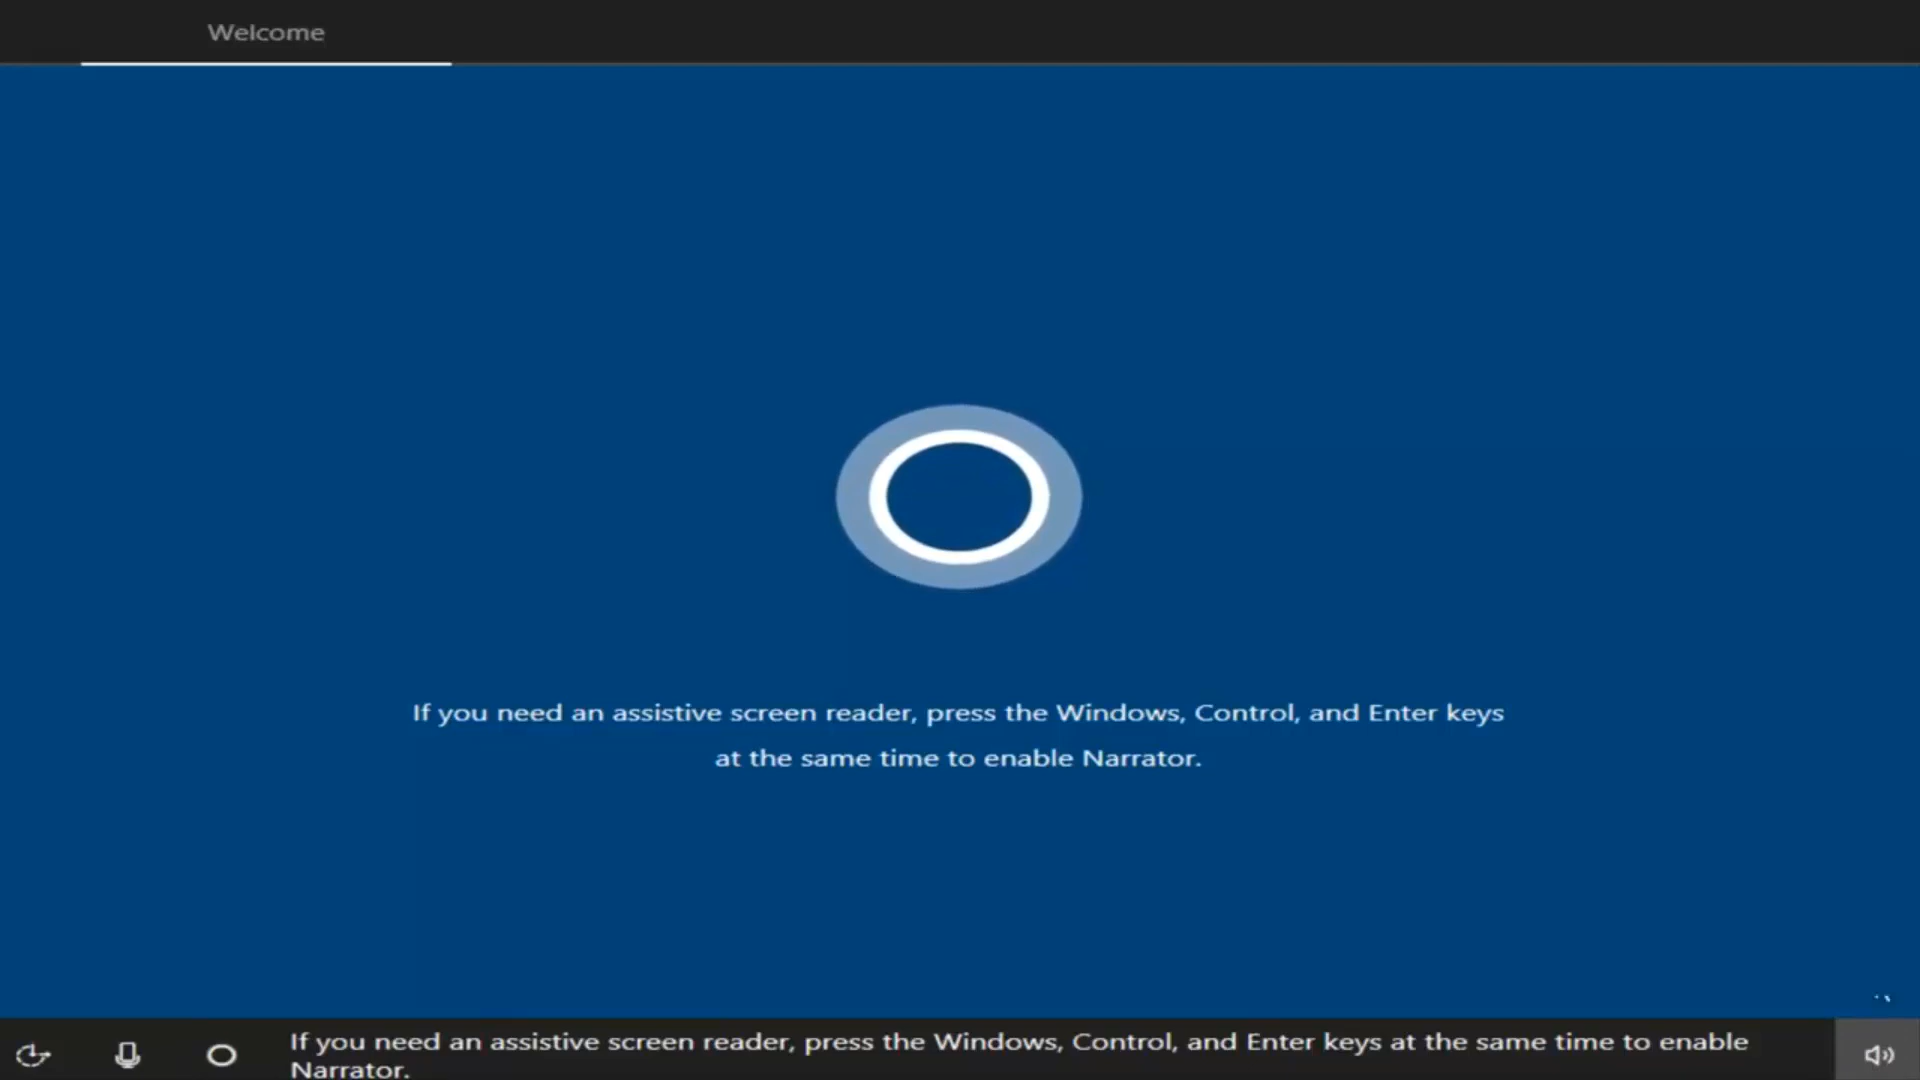 Welcome
If you need an assistive screen reader, press the Windows, Control, and Enter keys
at the same time to enable Narrator.
If you need an assistive screen reader, press the Windows, Control, and Enter keys at the same time to enable
Narrator.